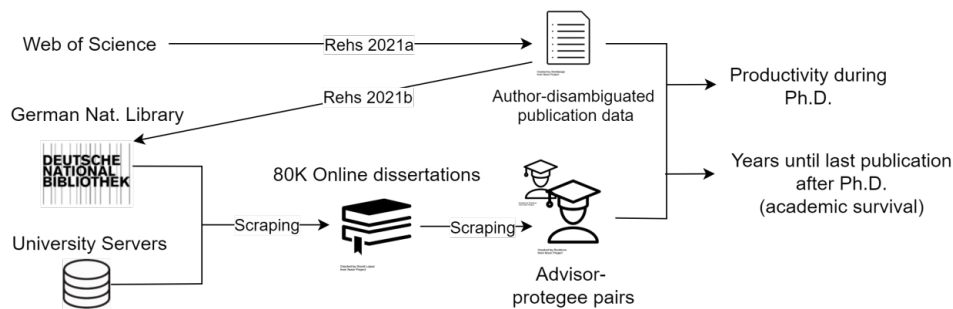 Web of Science
Rehs 2021a
Rehs 2021b
Author-disambiguated
publication data
Productivity during
Ph.D.
German Nat. Library
DEUTSCHE
NATIONAL
BIBLIOTHEK
80K Online dissertations
Years until last publication
after Ph.D.
(academic survival)
Scraping
Scraping
University Servers
Advisor-
protegee pairs